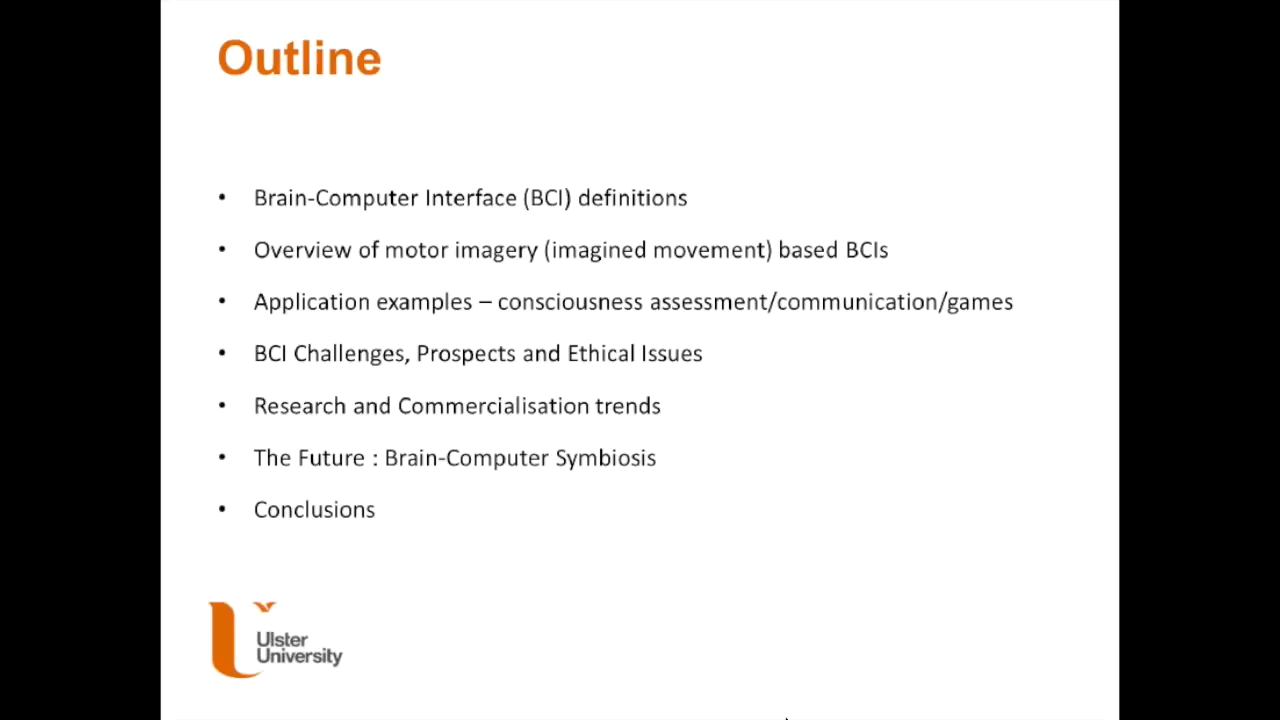 Outline
• Brain-Computer Interface (BCI) definitions
• Overview of motor imagery (imagined movement) based BCIs
• Application examples – consciousness assessment/communication/games
• BCI Challenges, Prospects and Ethical Issues
• Research and Commercialisation trends
• The Future : Brain-Computer Symbiosis
• Conclusions
Ulster
University